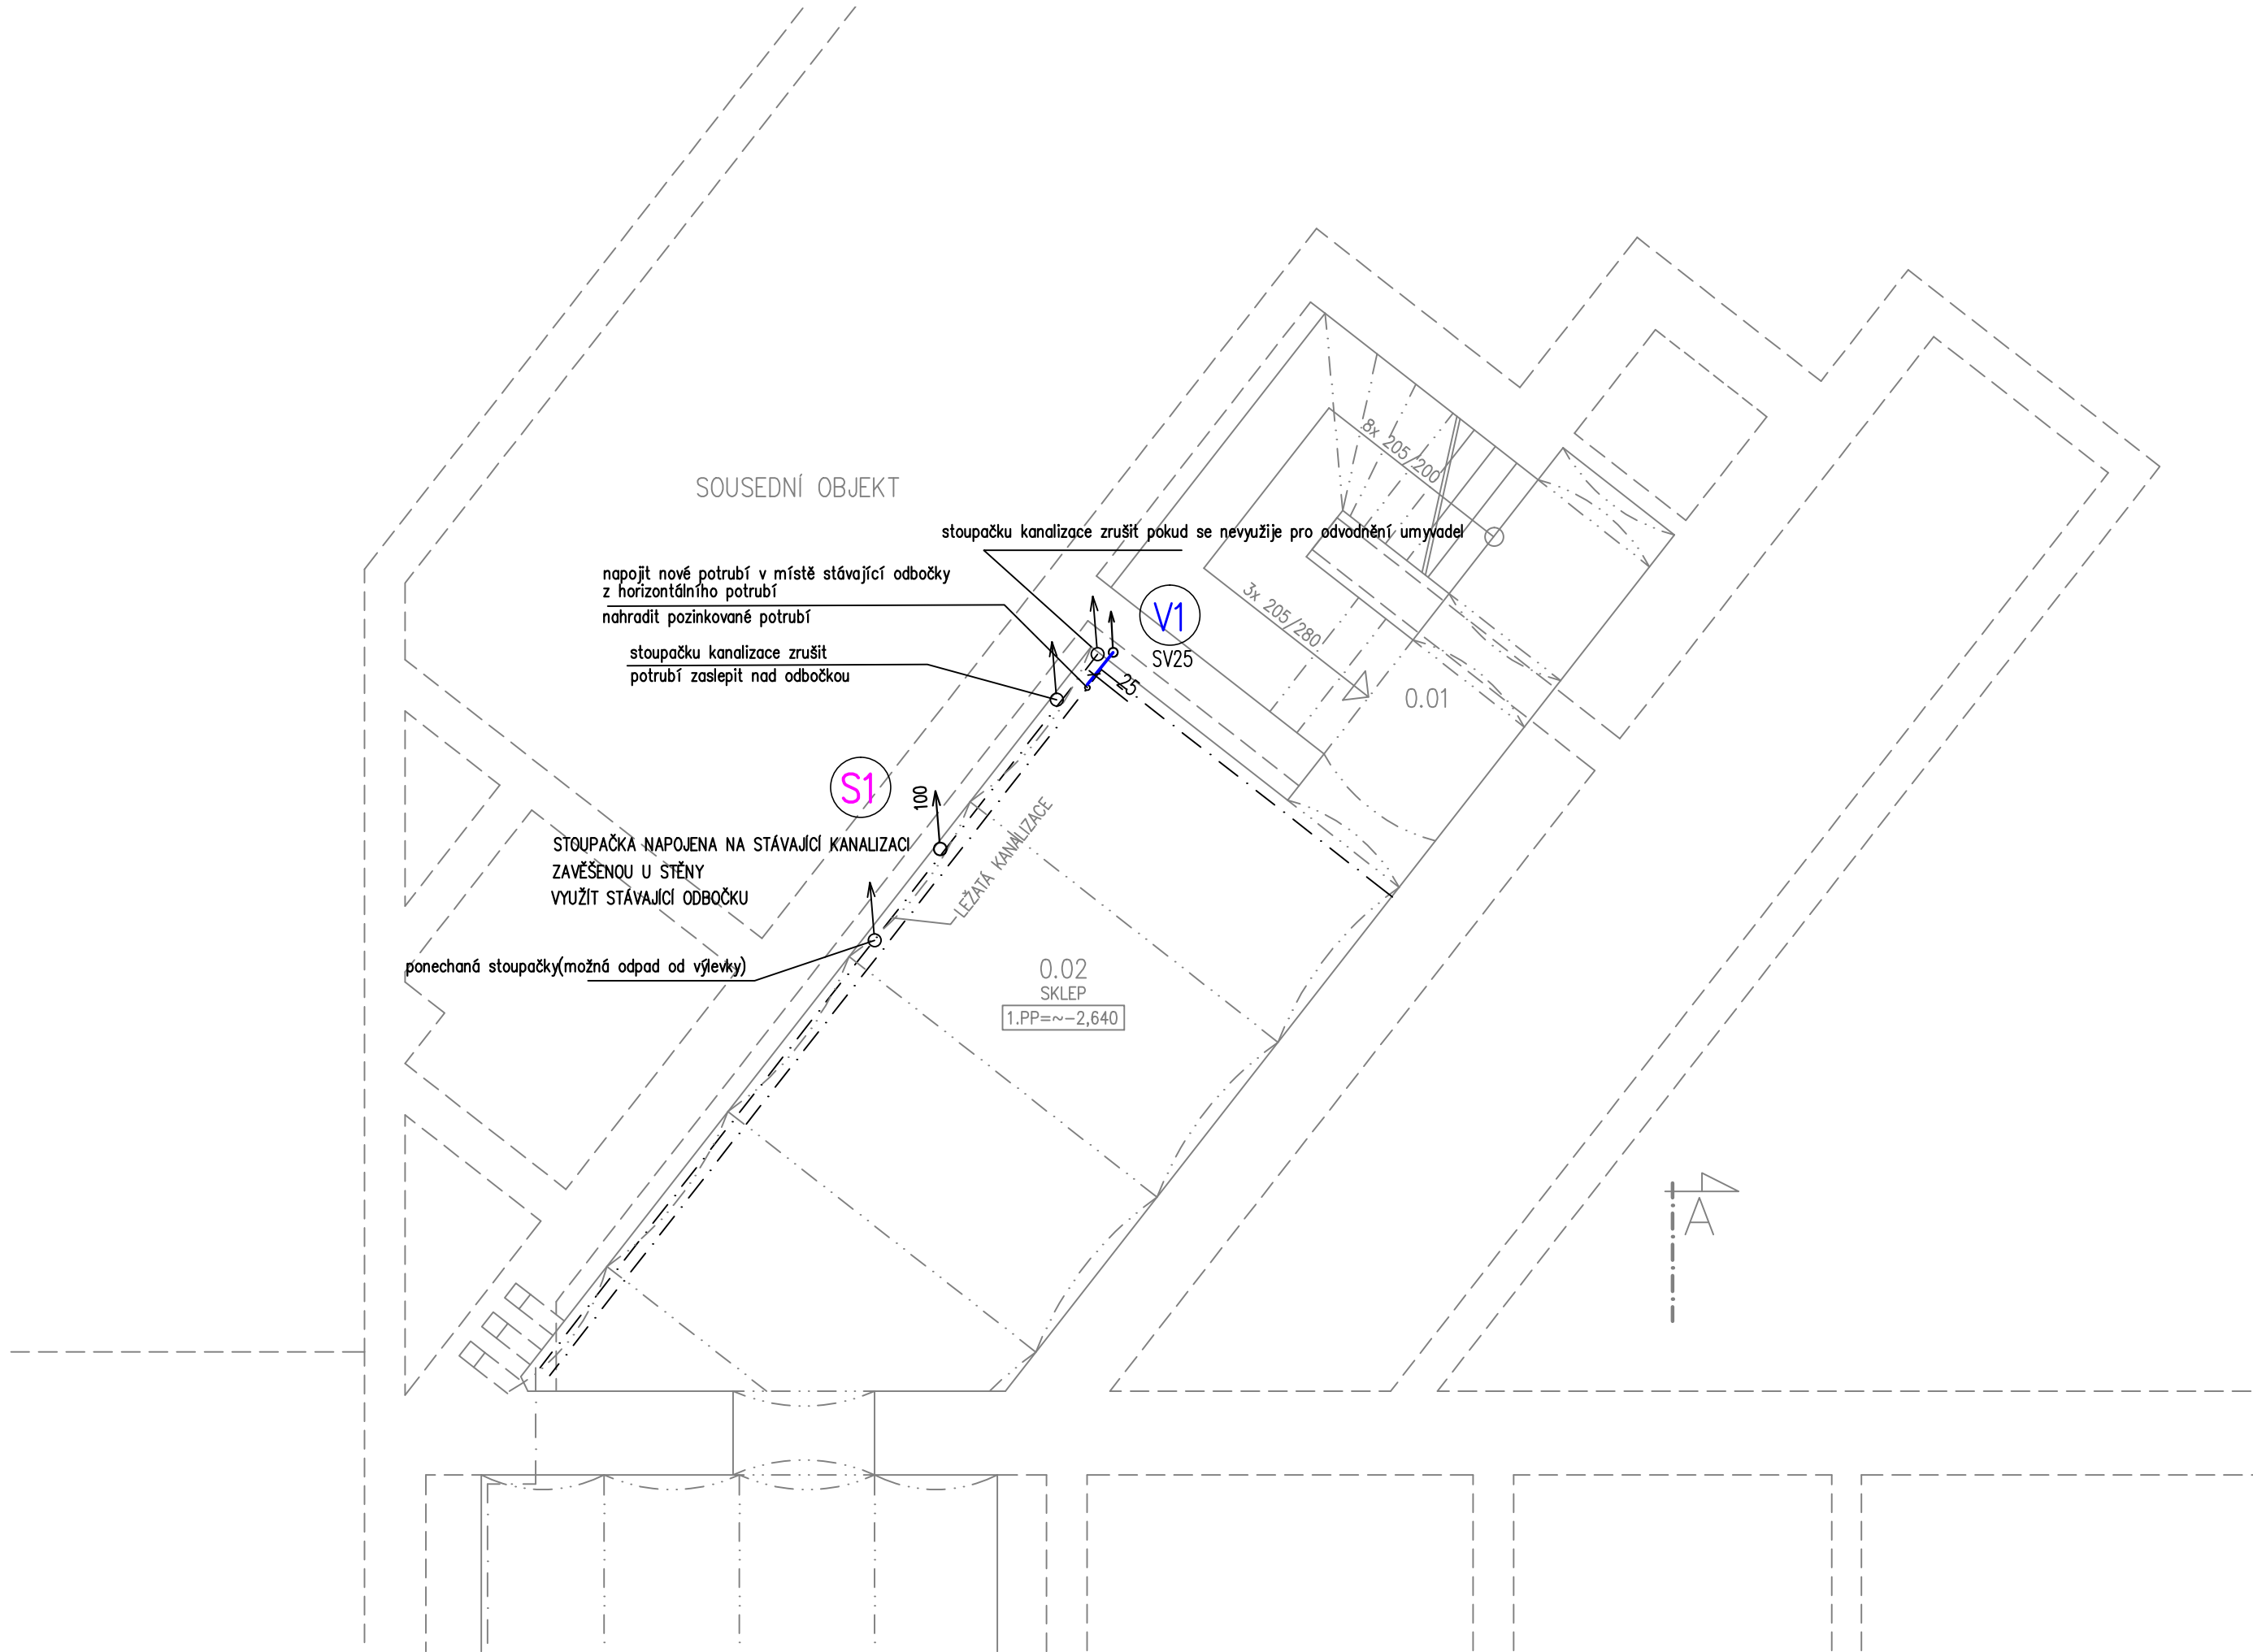 SOUSEDNÍ OBJEKT
8x 205/200
stoupačku kanalizace zrušit pokud se nevyužije pro odvodnění umyvadel
napojit nové potrubí v místě stávající odbočky
z horizontálního potrubí
nahradit pozinkované potrubí
3x 205/280
V1
SV25
stoupačku kanalizace zrušit
potrubí zaslepit nad odbočkou
25
0.01
S1
100
STOUPAČKA NAPOJENA NA STÁVAJÍCÍ KANALIZACI
ZAVĚŠENOU U STĚNY
VYUŽÍT STÁVAJÍCÍ ODBOČKU
LEŽATÁ KANALIZACE
ponechaná stoupačky(možná odpad od výlevky)
0.02
SKLEP
1.PP=~-2,640
A